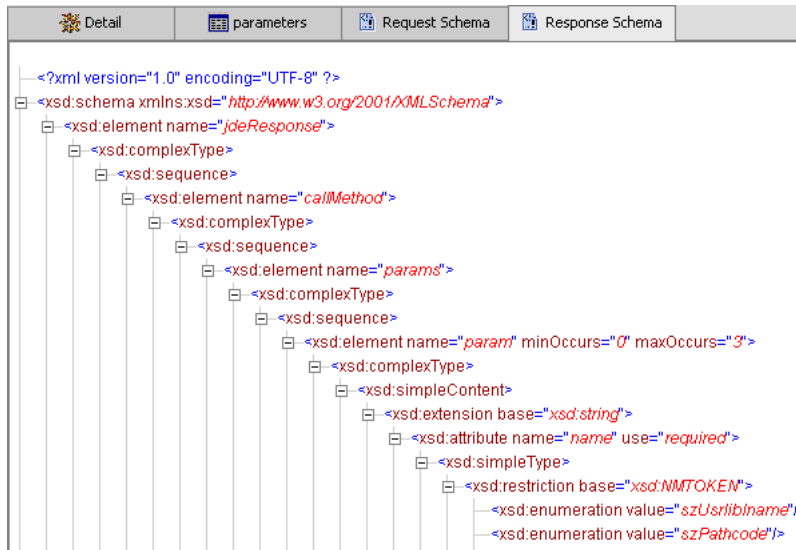 Detail parameters Request Schema Response Schema
<?xml version="1.0" encoding="UTF-8" ?>
<xsd:schema xmlns:xsd="http://www.w3.org/2001/XMLSchema">
<xsd:element name="jdeResponse">
<xsd:complexType>
<xsd:sequence>
<xsd:element name="callMethod">
<xsd:complexType>
<xsd:sequence>
<xsd:element name="params">
<xsd:complexType>
<xsd:sequence>
<xsd:element name="param" minOccurs="0" maxOccurs="3">
<xsd:complexType>
<xsd:simpleContent>
<xsd:extension base="xsd:string">
<xsd:attribute name="name" use="required">
<xsd:simpleType>
<xsd:restriction base="xsd:NMTOKEN">
<xsd:enumeration value="szUsrliblname"/
<xsd:enumeration value="szPathcode"/>